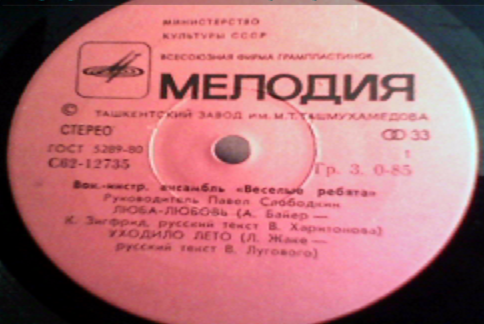 МИНИСТЕРСТВО
КУЛЬТУРЫ СССР
ВСЕСОЮЗНАЯ ФИРМА ГРАМПЛАСТИНОК
МЕЛОДИЯ
© ТАШКЕНТСКИЙ ЗАВОД ИМ. М.Т.ТАШМУХАМЕДОВА
СТЕРЕО 33
ГОСТ 5289-80 1
С62-12735 Гр. 3. 0-85
Вок.-инстр. ансамбль «Веселые ребята»
Руководитель Павел Слободкин
ЛЮБА-ЛЮБОВЬ (А. Байер —
К. Зигфрид, русский текст В. Харитонова)
УХОДИЛО ЛЕТО (Л. Жаке —
русский текст В. Лугового)